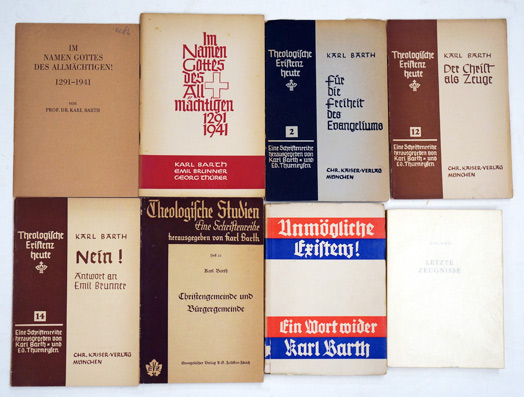 IM
NAMEN GOTTES
DES ALLMÄCHTIGEN!
1291-1941
VON
PROF. DR. KARL BARTH
Im
Namen
Gottes
des
All
mächtigen
1291
1941
KARL BARTH
EMIL BRUNNER
GEORG THÜRER
Theologische
Existenz
heute
2
Eine Schriftenreihe
herausgegeben von
Karl Barth und
Ed. Thurneysen
KARL BARTH
Für
die
Freiheit
des
Evangeliums
CHR. KAISER-VERLAG
MÜNCHEN
Theologische
Existenz
heute
12
Eine Schriftenreihe
herausgegeben von
Karl Barth und
Ed. Thurneysen
KARL BARTH
Der Christ
als Zeuge
CHR. KAISER-VERLAG
MÜNCHEN
Theologische
Existenz
heute
14
Eine Schriftenreihe
herausgegeben von
Karl Barth und
Ed. Thurneysen
KARL BARTH
Nein!
Antwort an
Emil Brunner
CHR. KAISER-VERLAG
MÜNCHEN
Theologische Studien
Eine Schriftenreihe
herausgegeben von Karl Barth
Karl Barth
Christengemeinde und
Bürgergemeinde
Evangelischer Verlag A.G. Zollikon-Zürich
Unmögliche
Existenz!
Ein Wort wider
Karl Barth
LETZTE
ZEUGNISSE